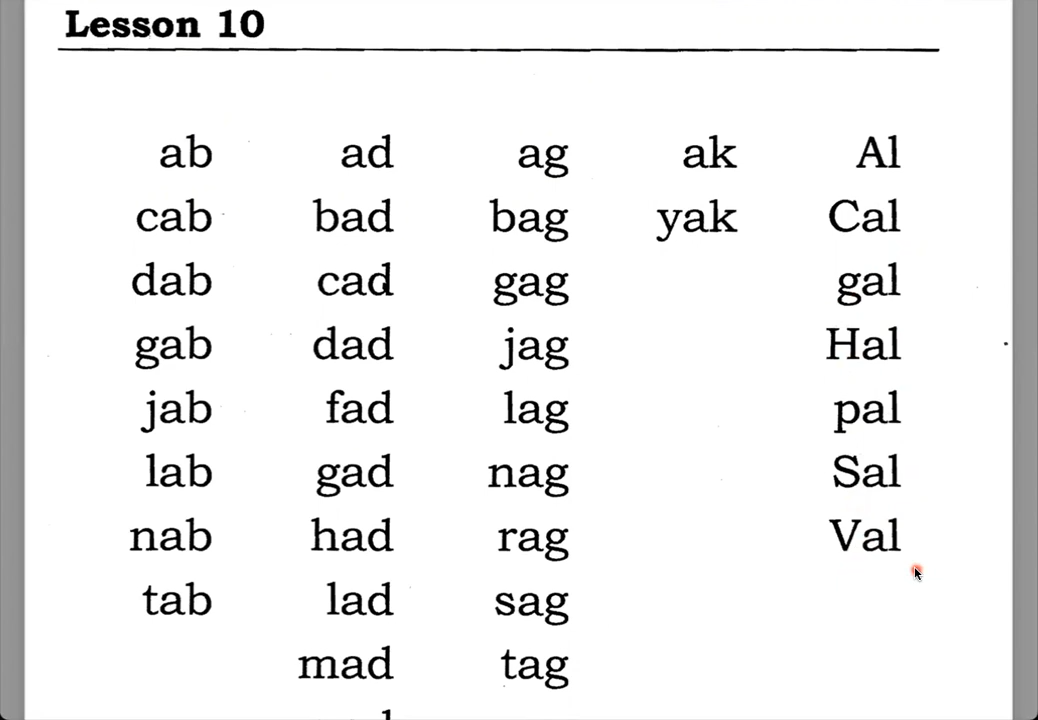 Lesson 10
ab ad ag ak Al
cab bad bag yak Cal
dab cad gag gal
gab dad jag Hal
jab fad lag pal
lab gad nag Sal
nab had rag Val
tab lad sag
mad tag